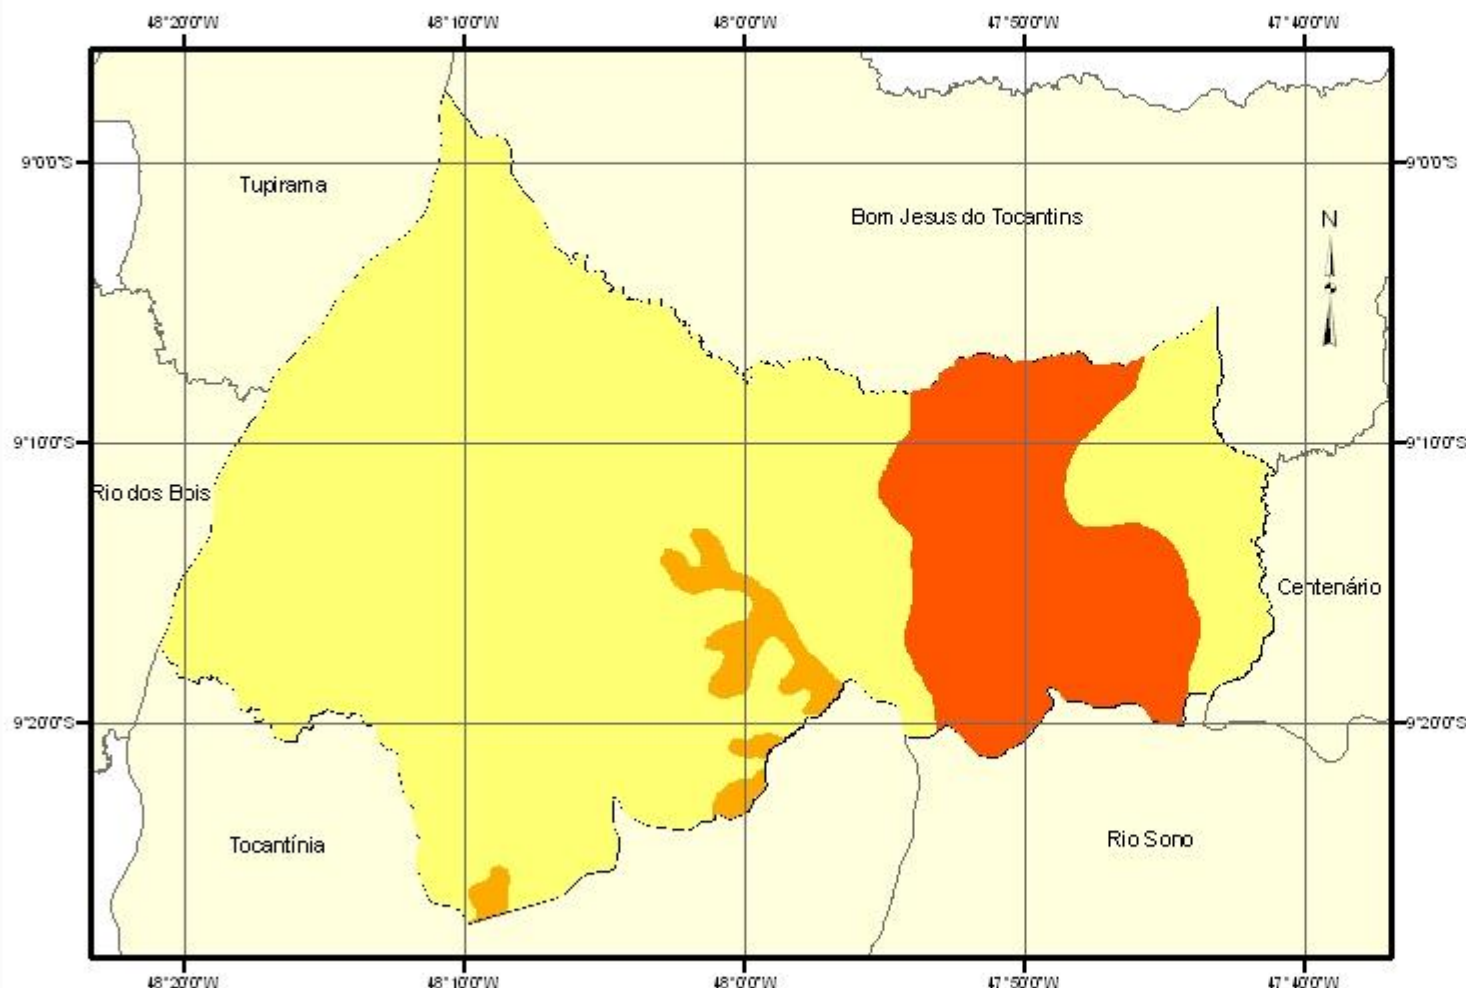 48°20'0"W 48°10'0"W 48°0'0"W 47°50'0"W 47°40'0"W
9°0'0"S 9°0'0"S
Tupirama
Bom Jesus do Tocantins
N
9°10'0"S 9°10'0"S
Rio dos Bois
Centenário
9°20'0"S 9°20'0"S
Tocantínia
Rio Sono
48°20'0"W 48°10'0"W 48°0'0"W 47°50'0"W 47°40'0"W